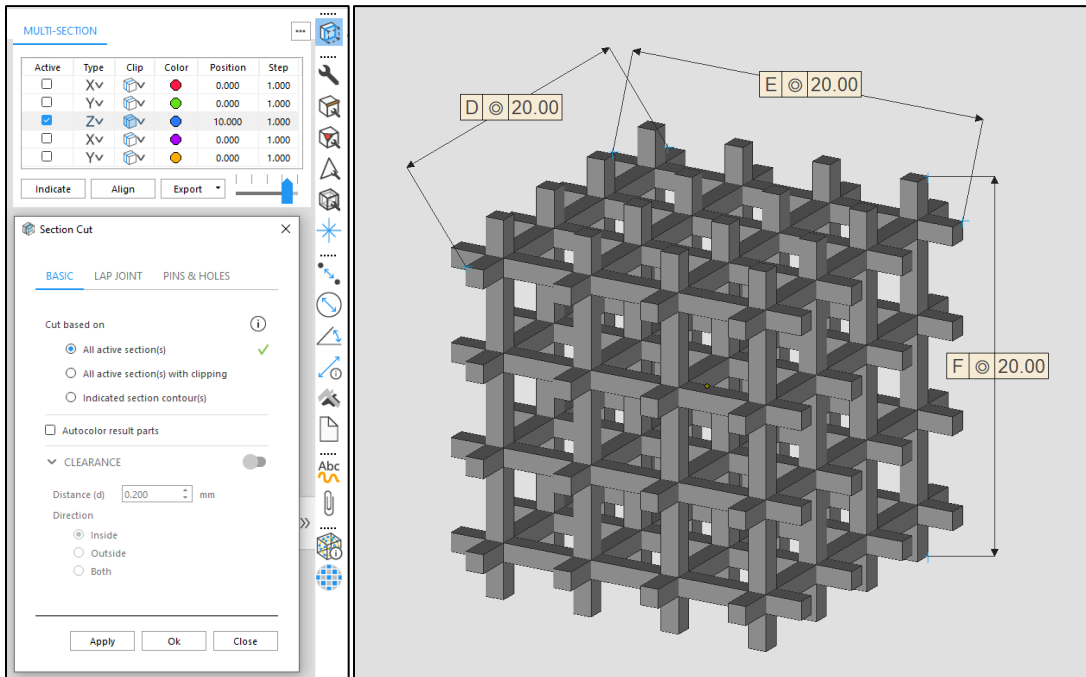 MULTI-SECTION
Active Type Clip Color Position Step
X 0.000 1.000
Y 0.000 1.000
Z 10.000 1.000
X 0.000 1.000
Y 0.000 1.000
Indicate Align Export
Section Cut
BASIC LAP JOINT PINS & HOLES
Cut based on
All active section(s)
All active section(s) with clipping
Indicated section contour(s)
Autocolor result parts
CLEARANCE
Distance (d) 0.200 mm
Direction
Inside
Outside
Both
Apply Ok Close
Abc
D ⌾ 20.00
E ⌾ 20.00
F ⌾ 20.00